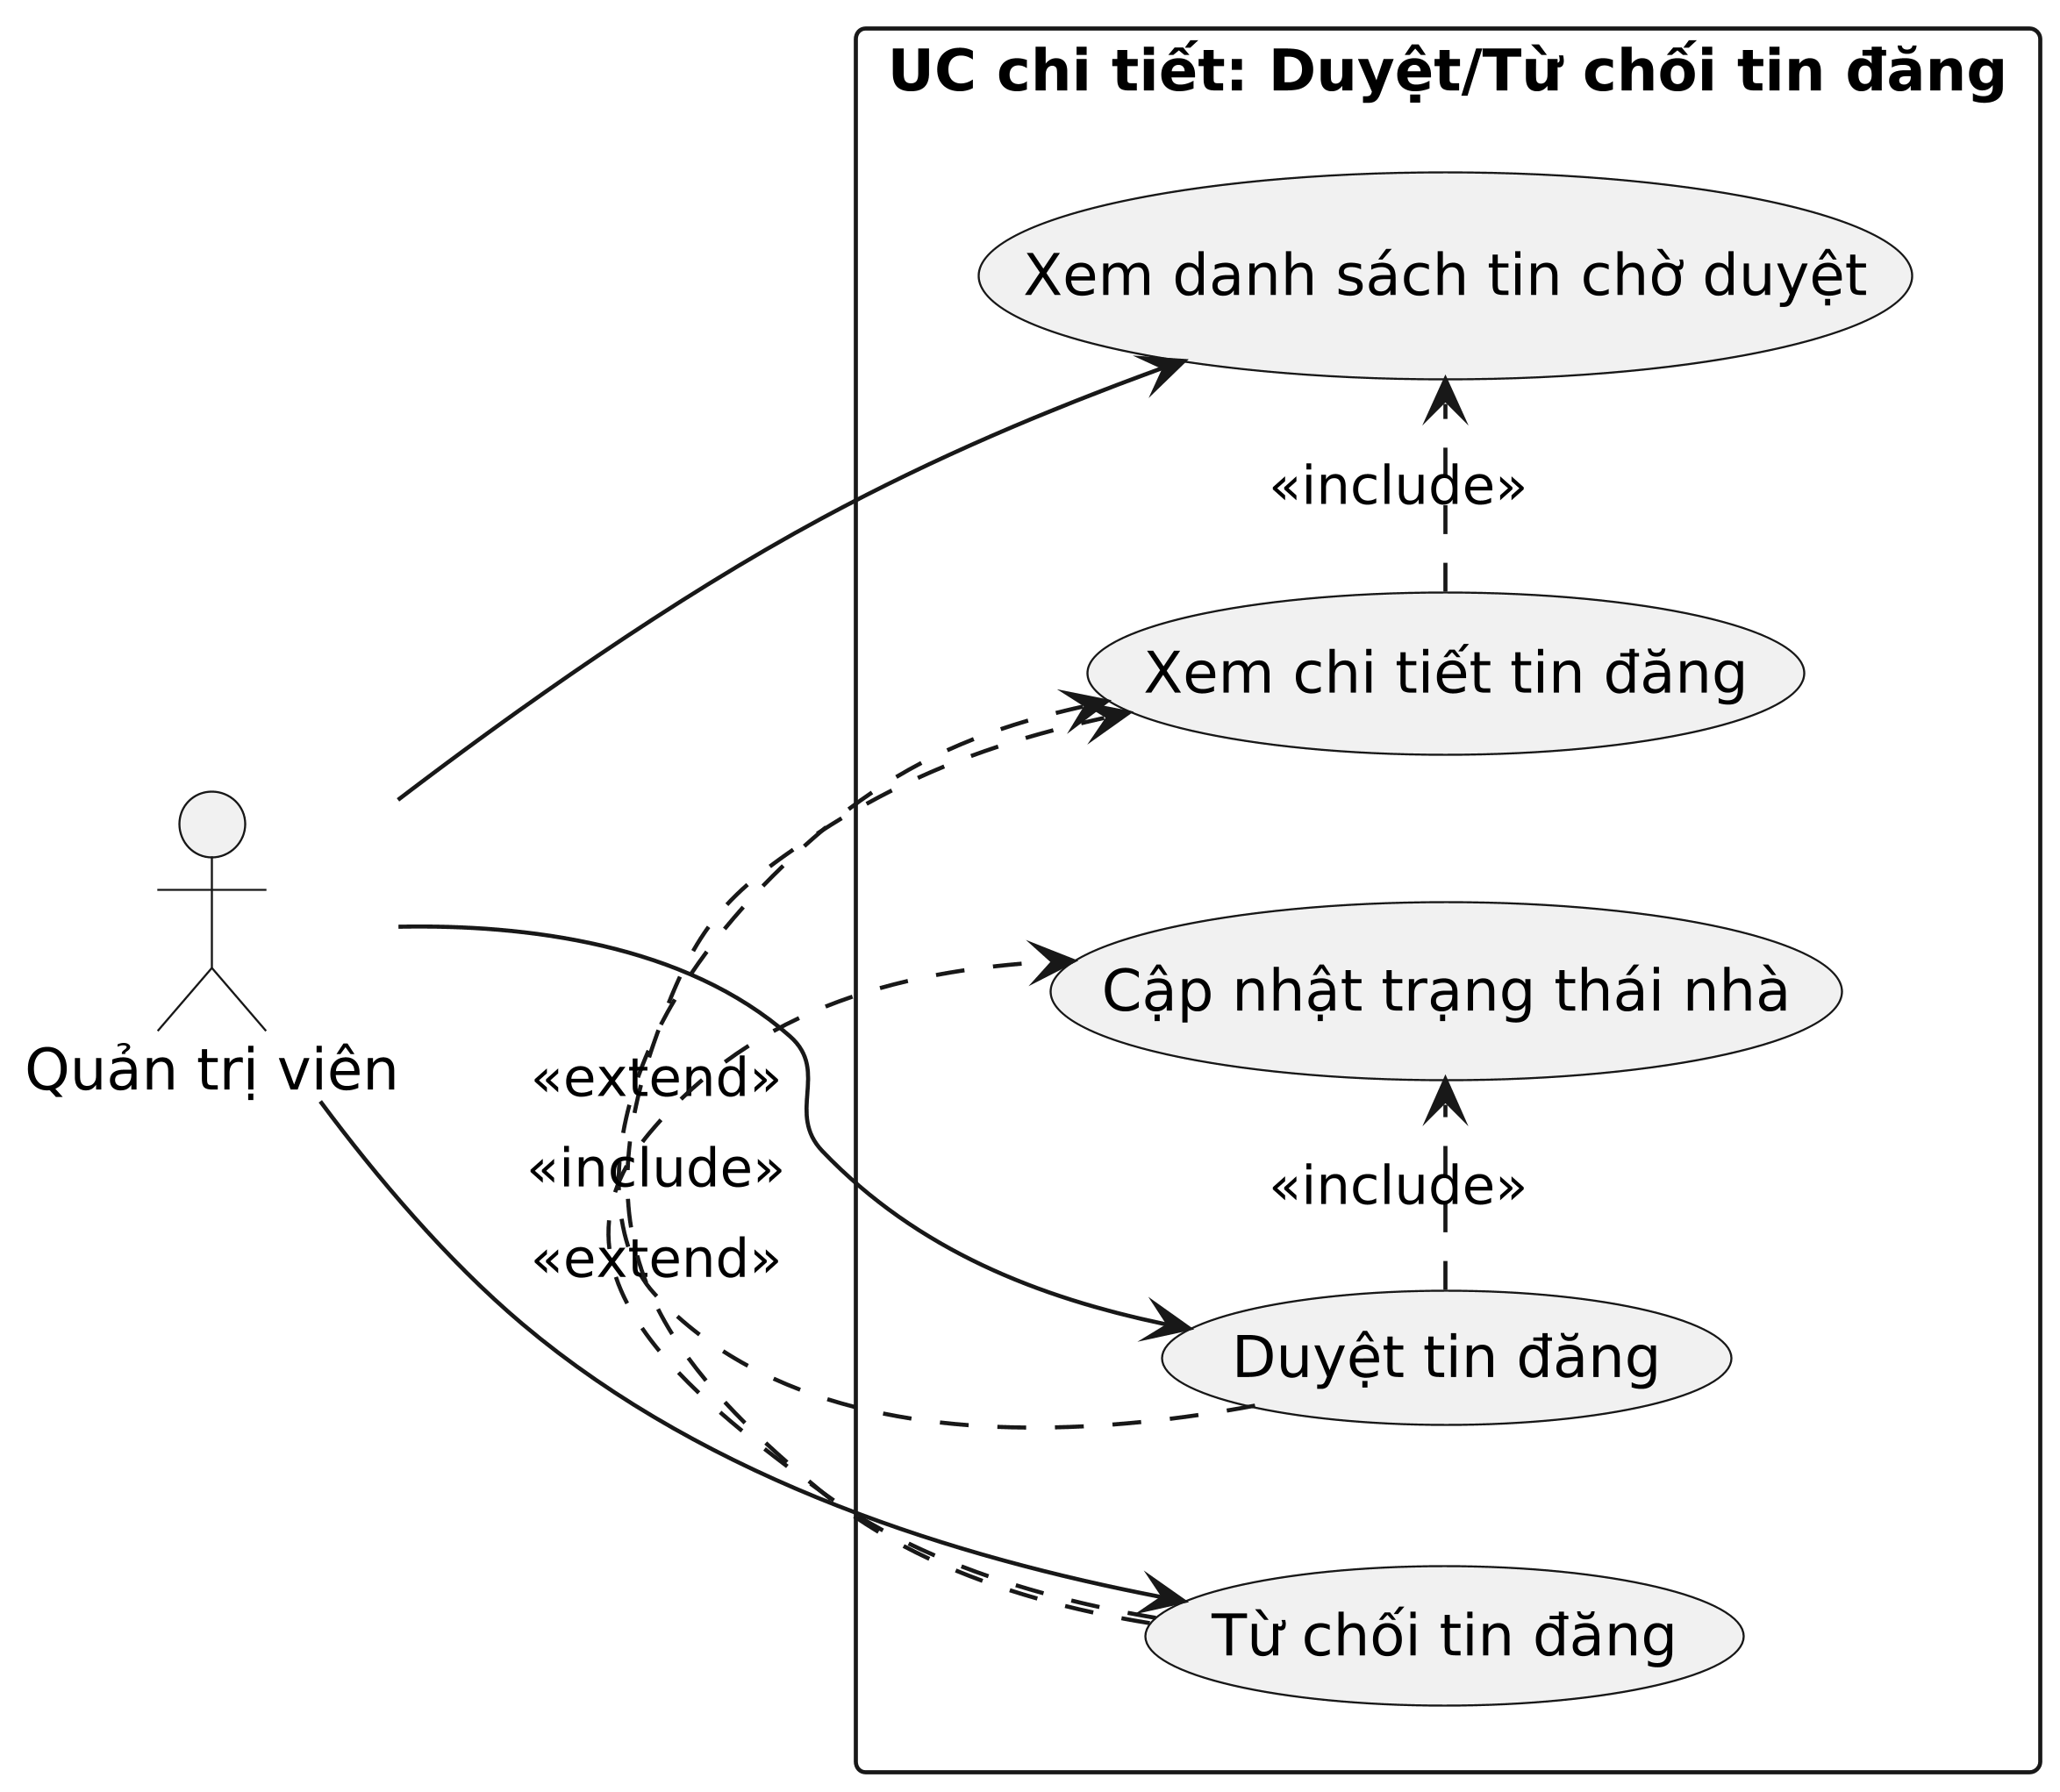 UC chi tiết: Duyệt/Từ chối tin đăng
Xem danh sách tin chờ duyệt
«include»
Xem chi tiết tin đăng
Cập nhật trạng thái nhà
Quản trị viên
«extend»
«include»
«extend»
«include»
Duyệt tin đăng
Từ chối tin đăng